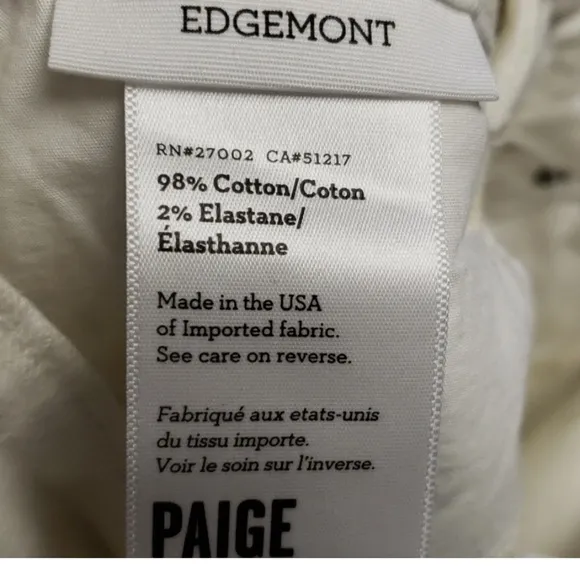 EDGEMONT
RN#27002 CA#51217
98% Cotton/Coton
2% Elastane/
Élasthanne
Made in the USA
of Imported fabric.
See care on reverse.
Fabriqué aux etats-unis
du tissu importe.
Voir le soin sur l'inverse.
PAIGE